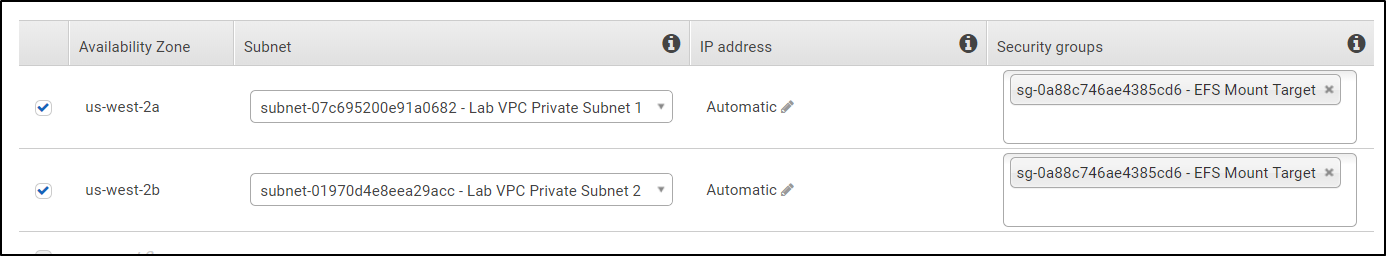 Availability Zone Subnet IP address Security groups
us-west-2a subnet-07c695200e91a0682 - Lab VPC Private Subnet 1 Automatic sg-0a88c746ae4385cd6 - EFS Mount Target ×
us-west-2b subnet-01970d4e8eea29acc - Lab VPC Private Subnet 2 Automatic sg-0a88c746ae4385cd6 - EFS Mount Target ×